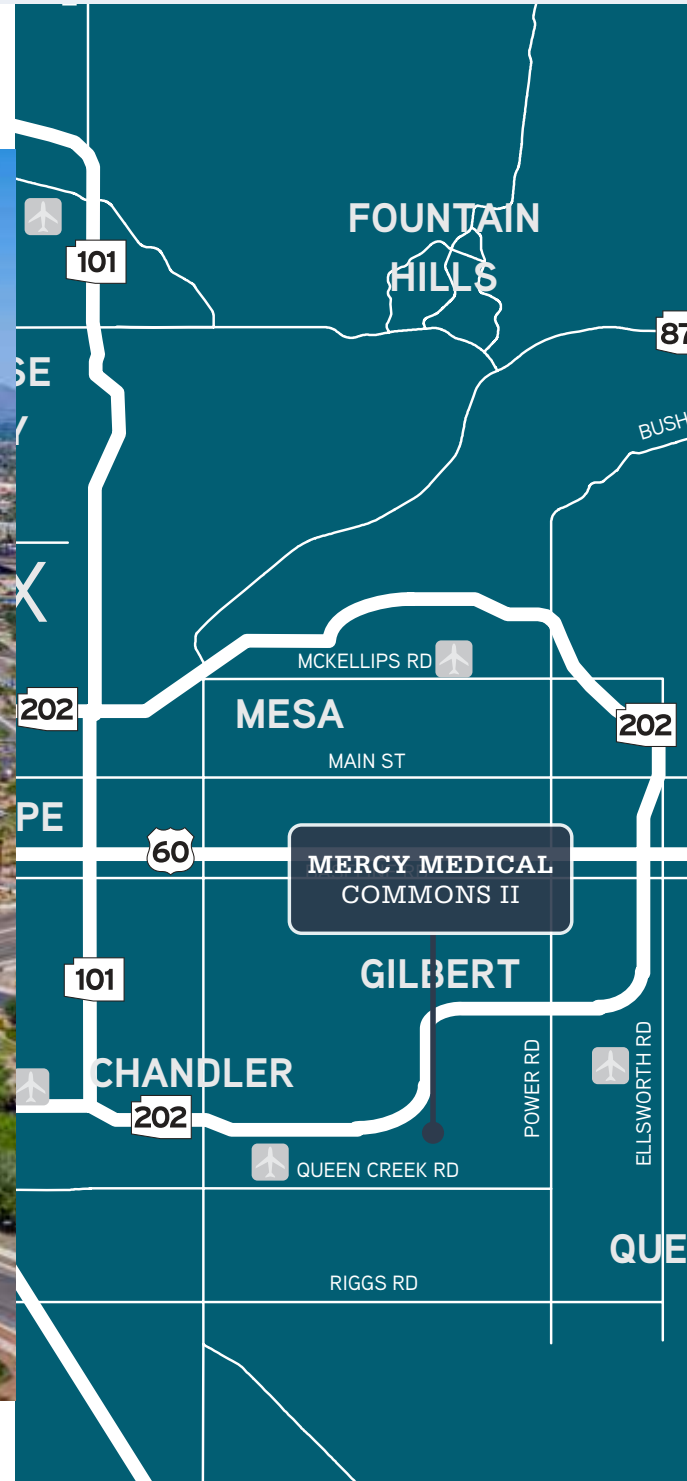 FOUNTAIN
HILLS
101
87
SE
Y
BUSH
X
MCKELLIPS RD
202
MESA
202
MAIN ST
PE
60
MERCY MEDICAL
COMMONS II
GILBERT
101
POWER RD
ELLSWORTH RD
CHANDLER
202
QUEEN CREEK RD
QUE
RIGGS RD